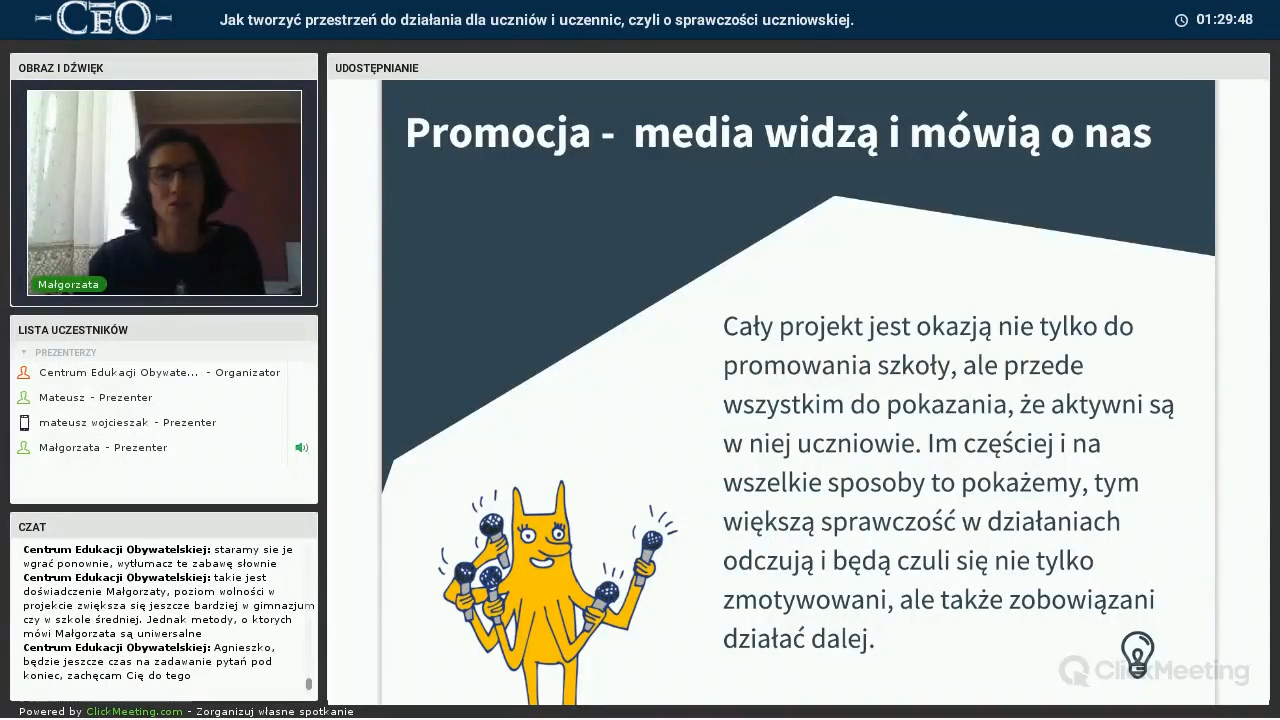 CEO
Jak tworzyć przestrzeń do działania dla uczniów i uczennic, czyli o sprawczości uczniowskiej.
01:29:48
OBRAZ I DŹWIĘK
Małgorzata
LISTA UCZESTNIKÓW
PREZENTERZY
Centrum Edukacji Obywate... - Organizator
Mateusz - Prezenter
mateusz wojcieszak - Prezenter
Małgorzata - Prezenter
CZAT
Centrum Edukacji Obywatelskiej: staramy sie je
wgrać ponownie, wytłumacz te zabawę słownie
Centrum Edukacji Obywatelskiej: takie jest
doświadczenie Małgorzaty, poziom wolności w
projekcie zwiększa się jeszcze bardziej w gimnazjum
czy w szkole średniej. Jednak metody, o ktorych
mówi Małgorzata są uniwersalne
Centrum Edukacji Obywatelskiej: Agnieszko,
będzie jeszcze czas na zadawanie pytań pod
koniec, zachęcam Cię do tego
UDOSTĘPNIANIE
Promocja - media widzą i mówią o nas
Cały projekt jest okazją nie tylko do
promowania szkoły, ale przede
wszystkim do pokazania, że aktywni są
w niej uczniowie. Im częściej i na
wszelkie sposoby to pokażemy, tym
większą sprawczość w działaniach
odczują i będą czuli się nie tylko
zmotywowani, ale także zobowiązani
działać dalej.
ClickMeeting
Powered by ClickMeeting.com - Zorganizuj własne spotkanie